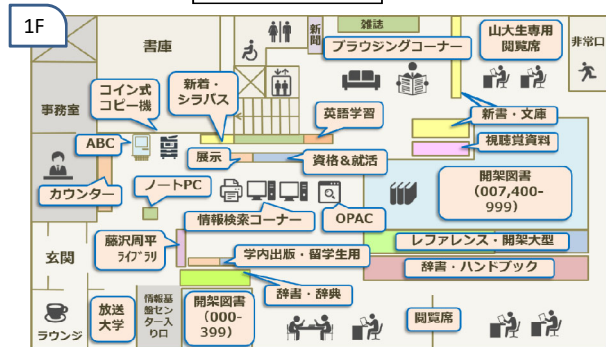 1F
書庫
新聞
雑誌
ブラウジングコーナー
山大生専用
閲覧席
非常口
事務室
コイン式
コピー機
新着・
シラバス
英語学習
新書・文庫
ABC
展示
資格&就活
視聴覚資料
カウンター
ノートPC
情報検索コーナー
OPAC
開架図書
(007,400-
999)
玄関
藤沢周平
ライブラリ
学内出版・留学生用
レファレンス・開架大型
辞書・ハンドブック
辞書・辞典
ラウンジ
放送
大学
情報基
盤セン
ター入
り口
開架図書
(000-
399)
閲覧席